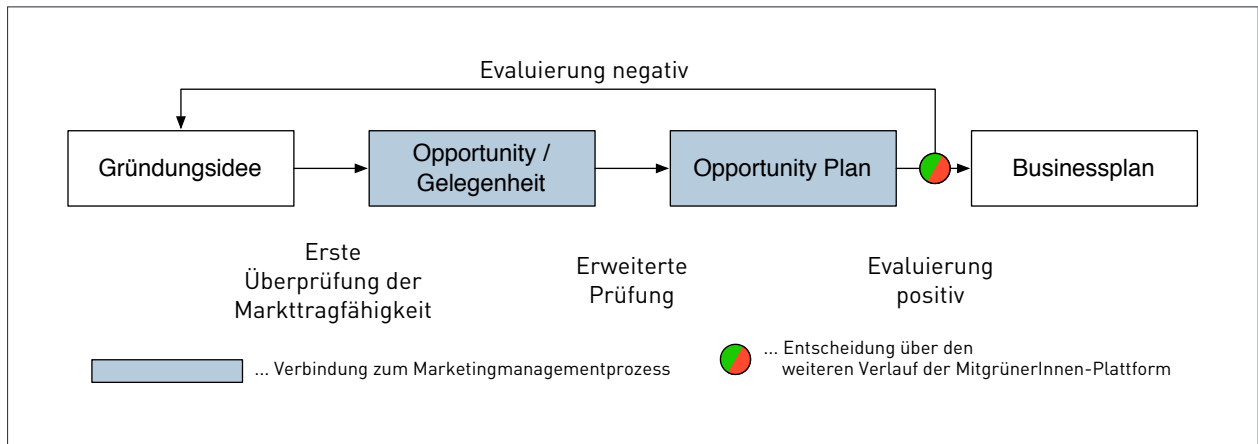 Evaluierung negativ
Gründungsidee
Opportunity /
Gelegenheit
Opportunity Plan
Businessplan
Erste
Überprüfung der
Markttragfähigkeit
Erweiterte
Prüfung
Evaluierung
positiv
... Verbindung zum Marketingmanagementprozess
... Entscheidung über den
weiteren Verlauf der MitgrünerInnen-Plattform